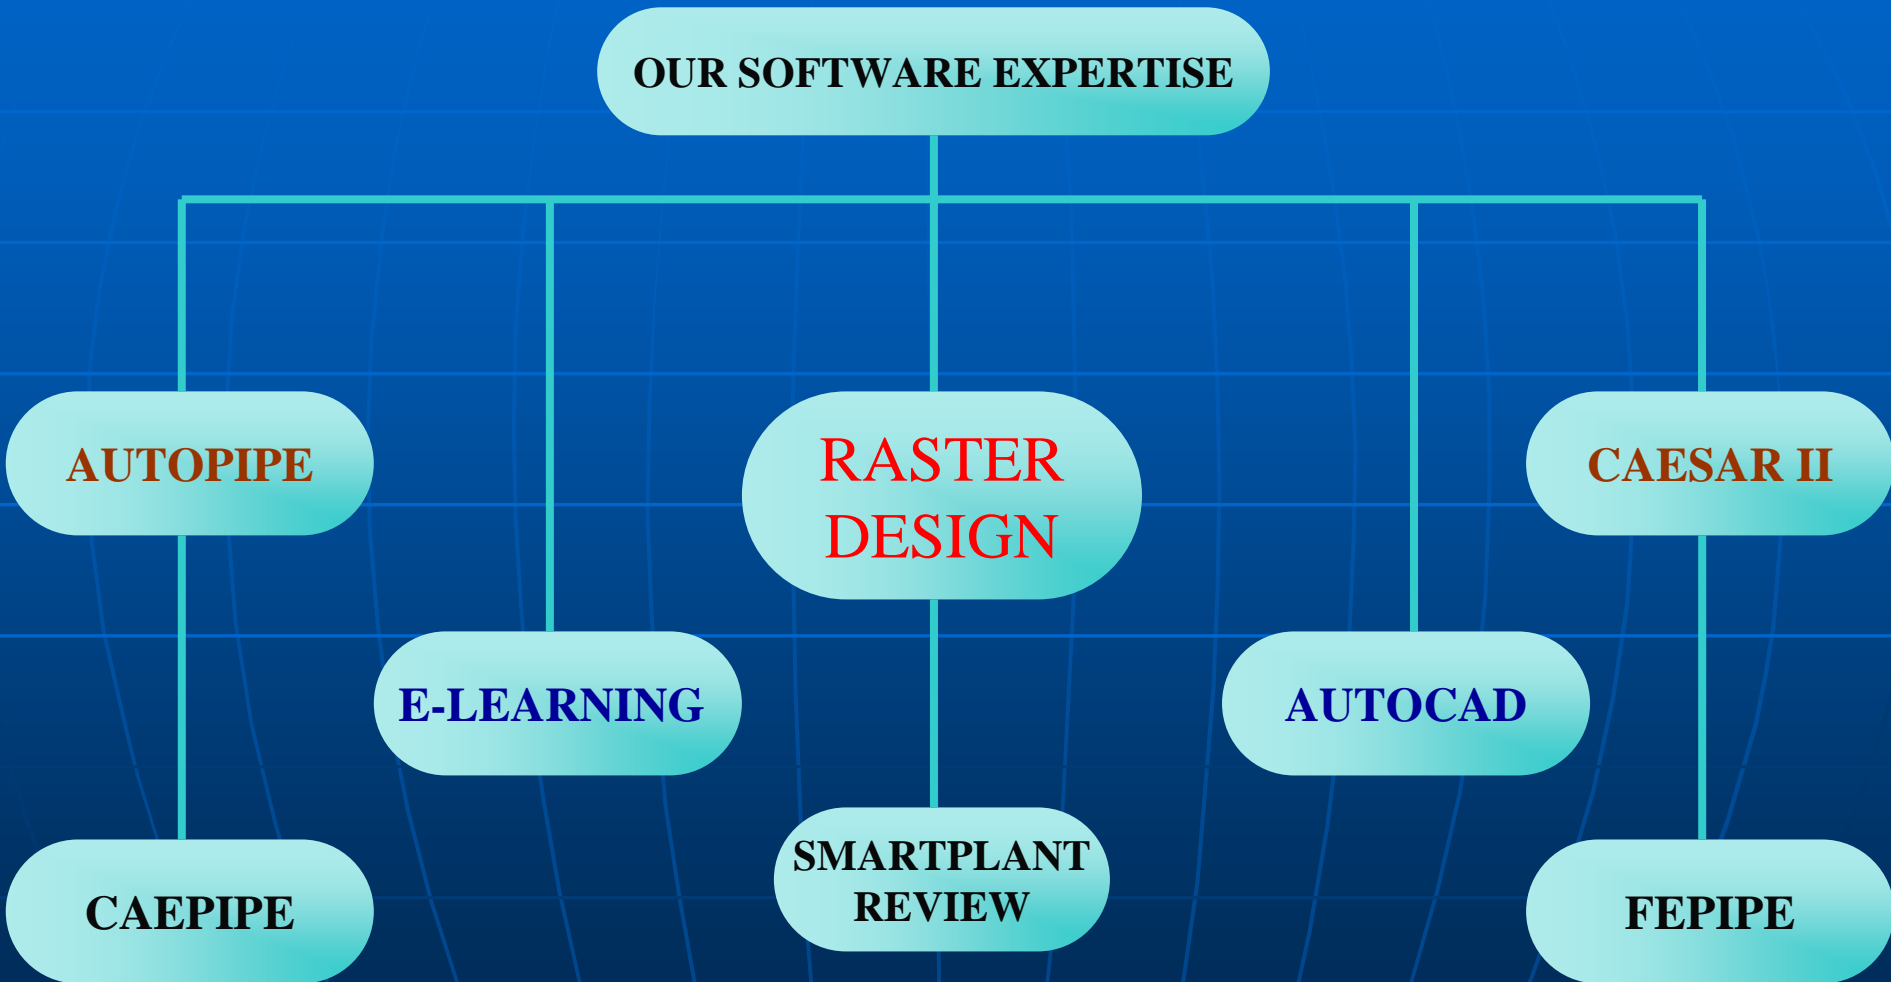 OUR SOFTWARE EXPERTISE
AUTOPIPE
RASTER
DESIGN
CAESAR II
E-LEARNING
AUTOCAD
CAEPIPE
SMARTPLANT
REVIEW
FEPIPE